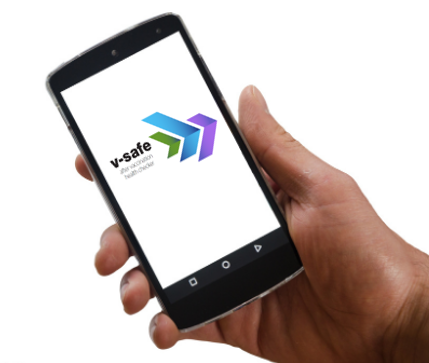 v-safe
after vaccination
health checker